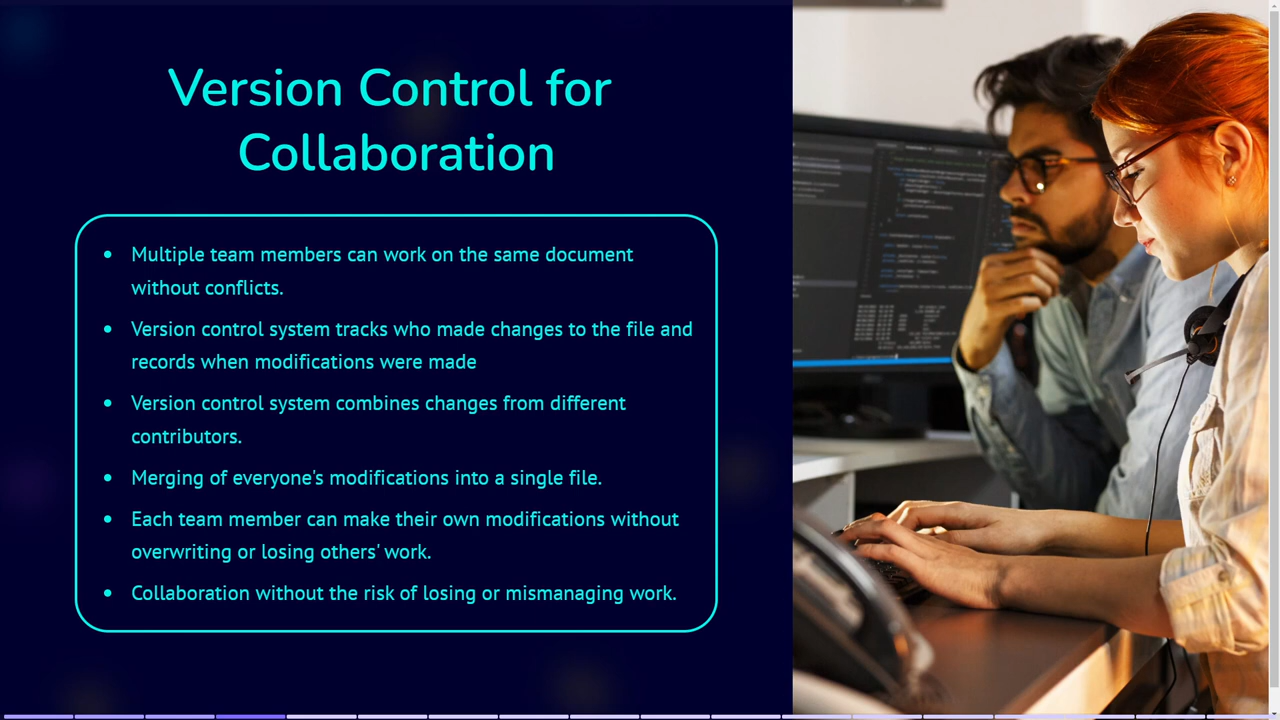 Version Control for
Collaboration
• Multiple team members can work on the same document
without conflicts.
• Version control system tracks who made changes to the file and
records when modifications were made
• Version control system combines changes from different
contributors.
• Merging of everyone's modifications into a single file.
• Each team member can make their own modifications without
overwriting or losing others' work.
• Collaboration without the risk of losing or mismanaging work.